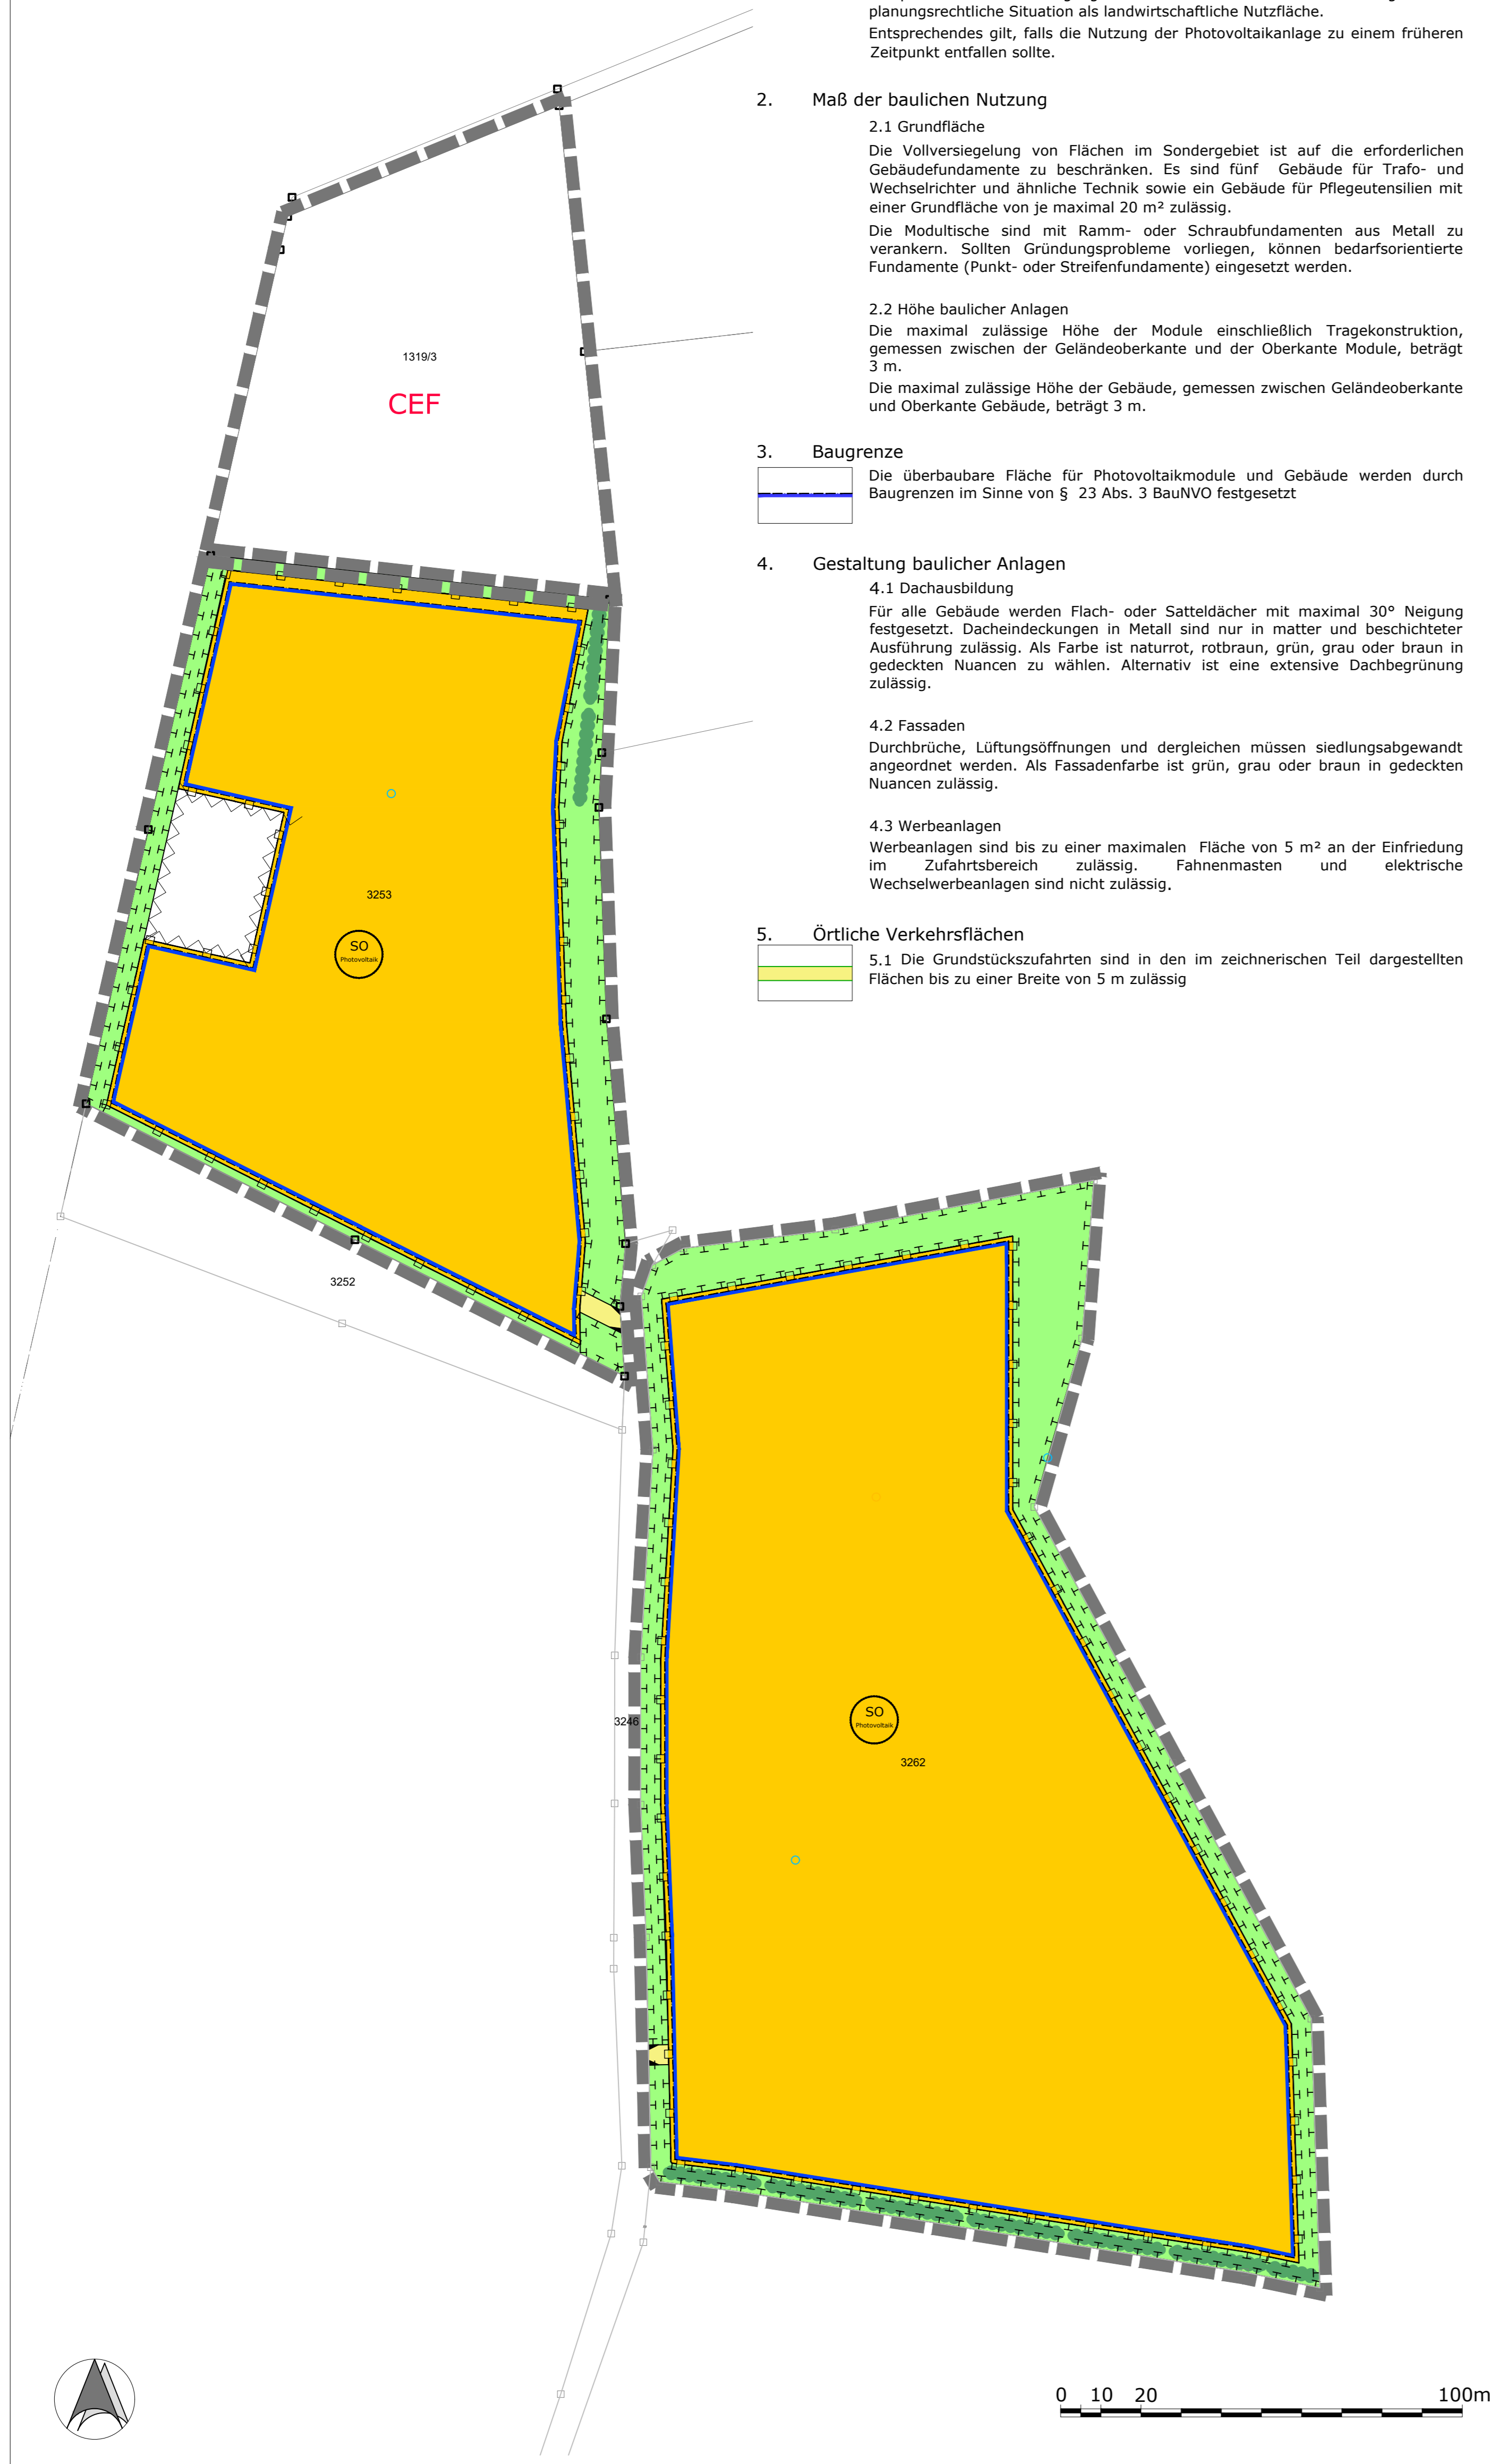 planungsrechtliche Situation als landwirtschaftliche Nutzfläche.
Entsprechendes gilt, falls die Nutzung der Photovoltaikanlage zu einem früheren
Zeitpunkt entfallen sollte.
2. Maß der baulichen Nutzung
2.1 Grundfläche
Die Vollversiegelung von Flächen im Sondergebiet ist auf die erforderlichen
Gebäudefundamente zu beschränken. Es sind fünf Gebäude für Trafo- und
Wechselrichter und ähnliche Technik sowie ein Gebäude für Pflegeutensilien mit
einer Grundfläche von je maximal 20 m² zulässig.
Die Modultische sind mit Ramm- oder Schraubfundamenten aus Metall zu
verankern. Sollten Gründungsprobleme vorliegen, können bedarfsorientierte
Fundamente (Punkt- oder Streifenfundamente) eingesetzt werden.
2.2 Höhe baulicher Anlagen
Die maximal zulässige Höhe der Module einschließlich Tragekonstruktion,
gemessen zwischen der Geländeoberkante und der Oberkante Module, beträgt
3 m.
Die maximal zulässige Höhe der Gebäude, gemessen zwischen Geländeoberkante
und Oberkante Gebäude, beträgt 3 m.
3. Baugrenze
Die überbaubare Fläche für Photovoltaikmodule und Gebäude werden durch
Baugrenzen im Sinne von § 23 Abs. 3 BauNVO festgesetzt
4. Gestaltung baulicher Anlagen
4.1 Dachausbildung
Für alle Gebäude werden Flach- oder Satteldächer mit maximal 30° Neigung
festgesetzt. Dacheindeckungen in Metall sind nur in matter und beschichteter
Ausführung zulässig. Als Farbe ist naturrot, rotbraun, grün, grau oder braun in
gedeckten Nuancen zu wählen. Alternativ ist eine extensive Dachbegrünung
zulässig.
4.2 Fassaden
Durchbrüche, Lüftungsöffnungen und dergleichen müssen siedlungsabgewandt
angeordnet werden. Als Fassadenfarbe ist grün, grau oder braun in gedeckten
Nuancen zulässig.
4.3 Werbeanlagen
Werbeanlagen sind bis zu einer maximalen Fläche von 5 m² an der Einfriedung
im Zufahrtsbereich zulässig. Fahnenmasten und elektrische
Wechselwerbeanlagen sind nicht zulässig.
5. Örtliche Verkehrsflächen
5.1 Die Grundstückszufahrten sind in den im zeichnerischen Teil dargestellten
Flächen bis zu einer Breite von 5 m zulässig
1319/3
CEF
3253
SO
Photovoltaik
3252
3246
SO
Photovoltaik
3262
0 10 20 100m